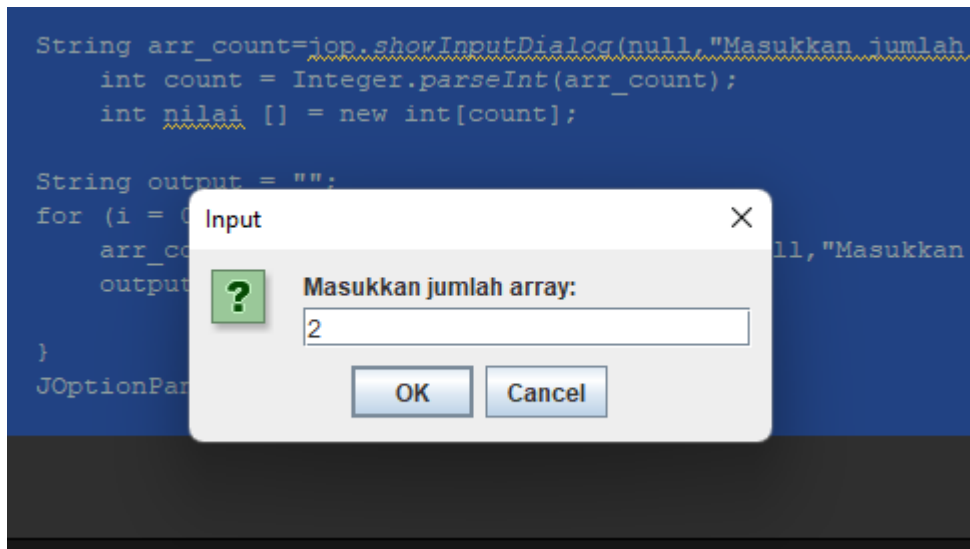 String arr_count=jop.showInputDialog(null,"Masukkan jumlah
int count = Integer.parseInt(arr_count);
int nilai [] = new int[count];
String output = "";
for (i =
arr_co
ll,"Masukkan
output
}
JOptionPan
Input
Masukkan jumlah array:
2
OK
Cancel